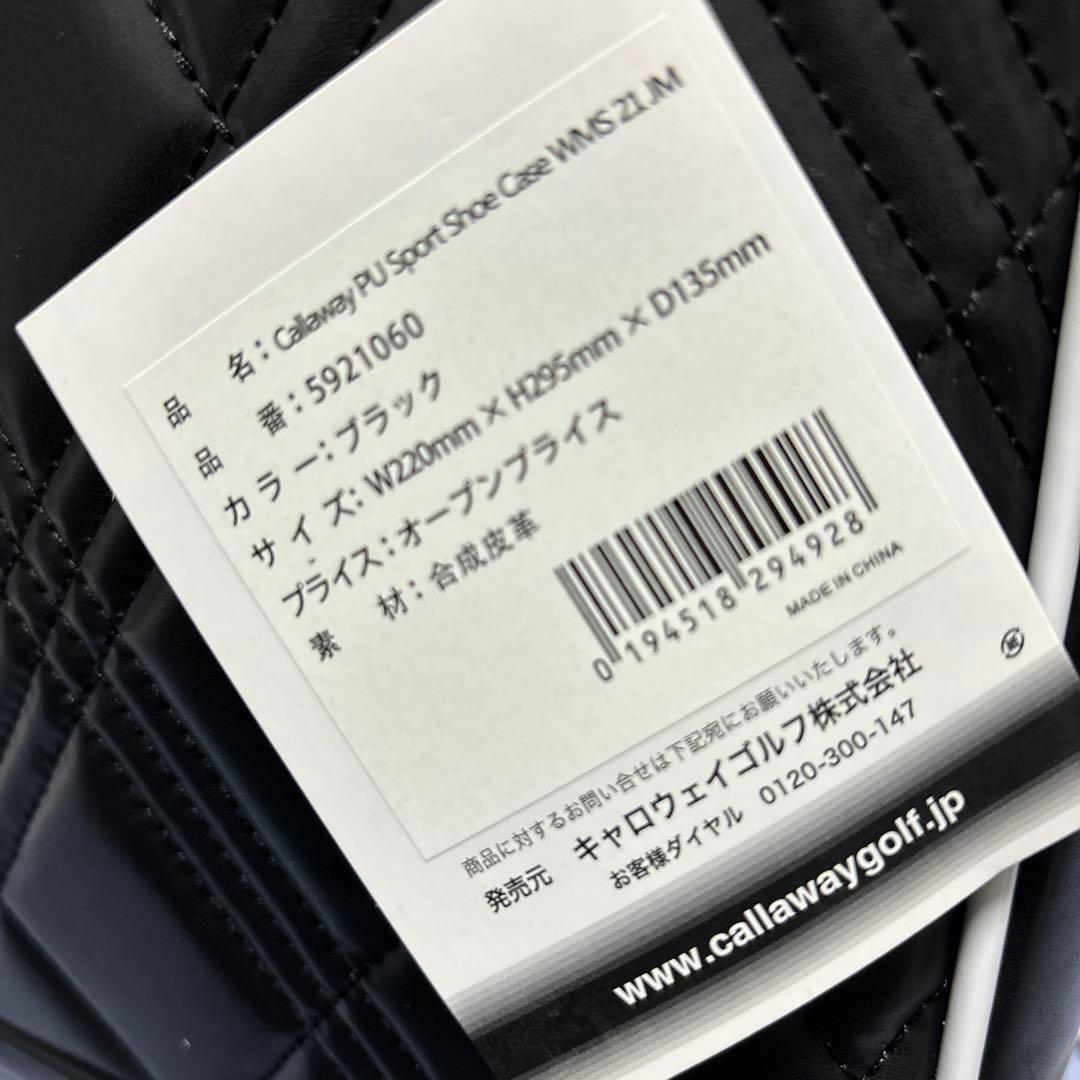 品名：Callaway PU Sport Shoe Case WMS 21 JM
品番：5921060
カラー：ブラック
サイズ：W220mm × H295mm × D135mm
プライス：オープンプライス
素材：合成皮革
0 194518 294928
MADE IN CHINA
商品に対するお問い合せは下記宛にお願いいたします。
発売元 キャロウェイゴルフ株式会社
お客様ダイヤル 0120-300-147
www.callawaygolf.jp